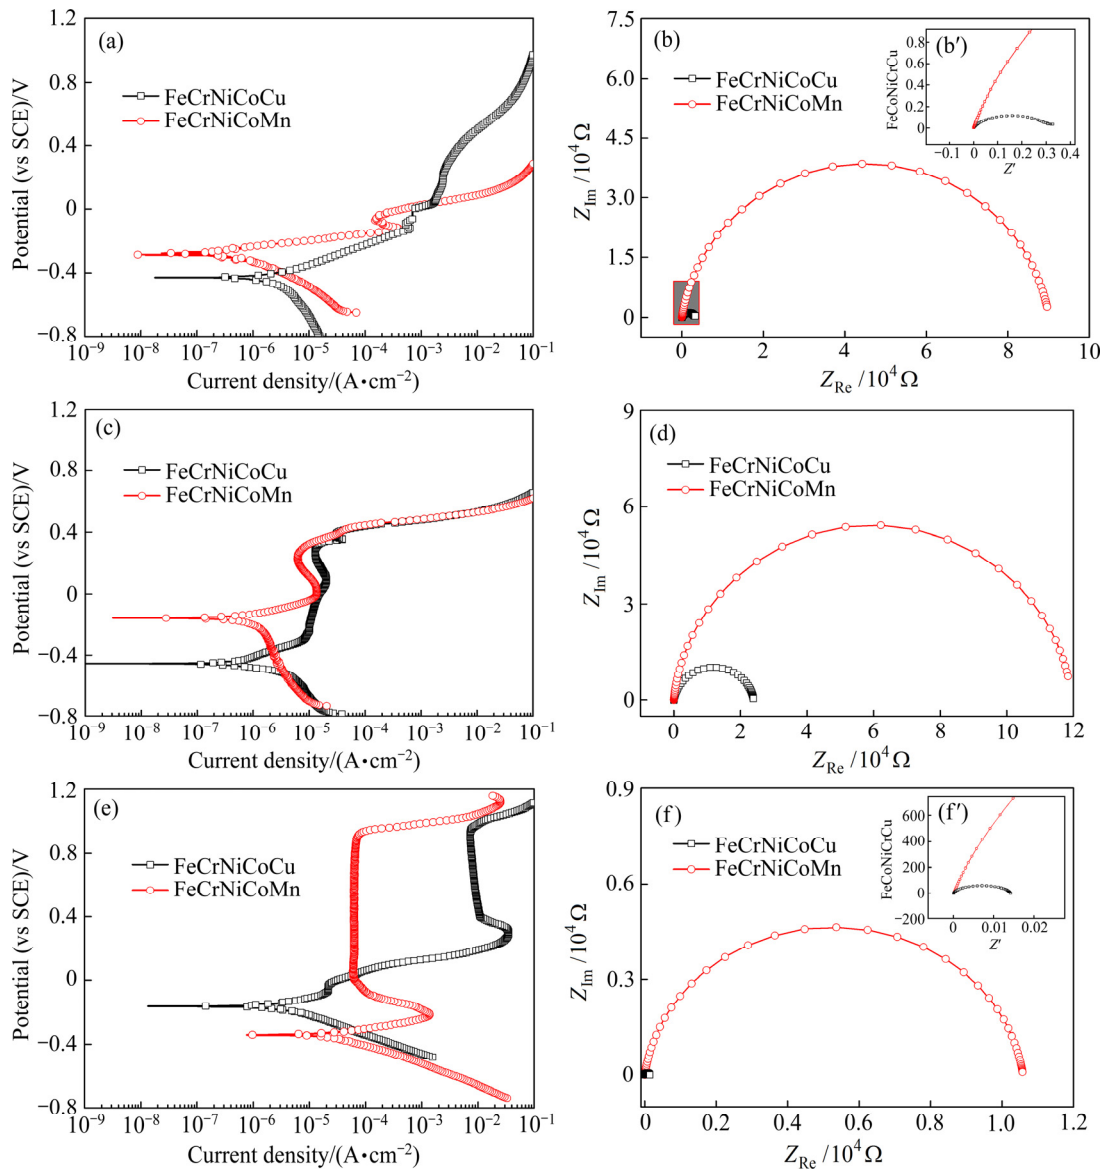 (a)
1.2
0.8
0.4
0
−0.4
−0.8
Potential (vs SCE)/V
FeCrNiCoCu
FeCrNiCoMn
10⁻⁹ 10⁻⁸ 10⁻⁷ 10⁻⁶ 10⁻⁵ 10⁻⁴ 10⁻³ 10⁻² 10⁻¹
Current density/(A•cm⁻²)
(b)
7.5
6.0
4.5
3.0
1.5
0
Z_Im /10⁴ Ω
FeCrNiCoCu
FeCrNiCoMn
0 2 4 6 8 10
Z_Re /10⁴ Ω
(b′)
FeCoNiCrCu
0.8
0.6
0.4
0.2
0
−0.1 0 0.1 0.2 0.3 0.4
Z′
(c)
1.2
0.8
0.4
0
−0.4
−0.8
Potential (vs SCE)/V
FeCrNiCoCu
FeCrNiCoMn
10⁻⁹ 10⁻⁸ 10⁻⁷ 10⁻⁶ 10⁻⁵ 10⁻⁴ 10⁻³ 10⁻² 10⁻¹
Current density/(A•cm⁻²)
(d)
9
6
3
0
Z_Im /10⁴ Ω
FeCrNiCoCu
FeCrNiCoMn
0 2 4 6 8 10 12
Z_Re /10⁴ Ω
(e)
1.2
0.8
0.4
0
−0.4
−0.8
Potential (vs SCE)/V
FeCrNiCoCu
FeCrNiCoMn
10⁻⁹ 10⁻⁸ 10⁻⁷ 10⁻⁶ 10⁻⁵ 10⁻⁴ 10⁻³ 10⁻² 10⁻¹
Current density/(A•cm⁻²)
(f)
0.9
0.6
0.3
0
Z_Im /10⁴ Ω
FeCrNiCoCu
FeCrNiCoMn
0 0.2 0.4 0.6 0.8 1.0 1.2
Z_Re /10⁴ Ω
(f′)
FeCoNiCrCu
600
400
200
0
−200
0 0.01 0.02
Z′